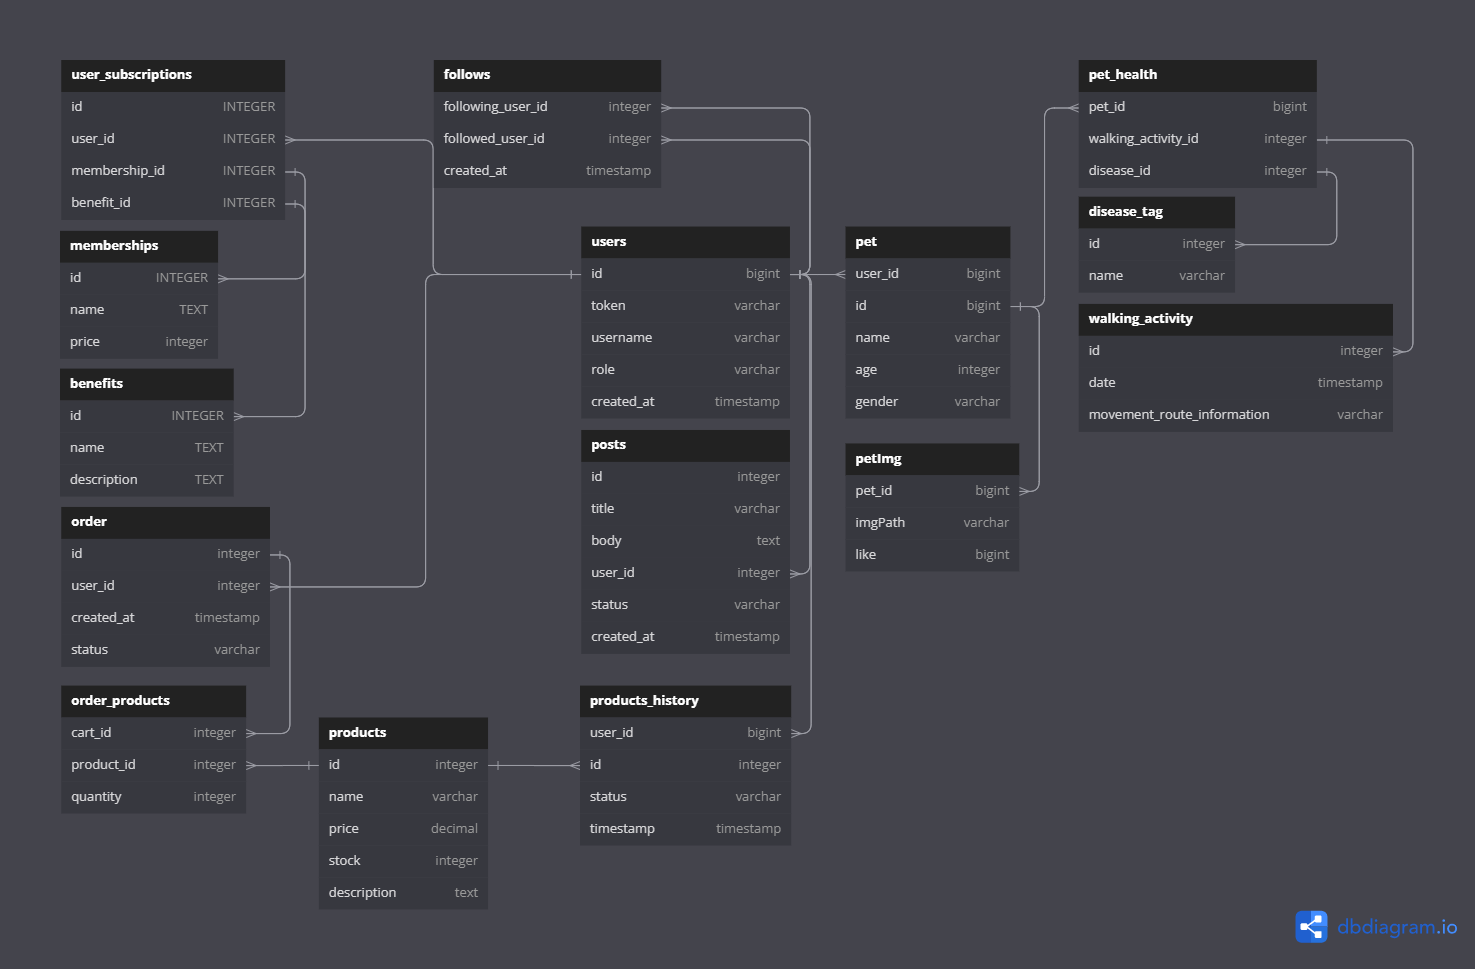 user_subscriptions
id INTEGER
user_id INTEGER
membership_id INTEGER
benefit_id INTEGER
memberships
id INTEGER
name TEXT
price integer
benefits
id INTEGER
name TEXT
description TEXT
order
id integer
user_id integer
created_at timestamp
status varchar
order_products
cart_id integer
product_id integer
quantity integer
products
id integer
name varchar
price decimal
stock integer
description text
follows
following_user_id integer
followed_user_id integer
created_at timestamp
users
id bigint
token varchar
username varchar
role varchar
created_at timestamp
posts
id integer
title varchar
body text
user_id integer
status varchar
created_at timestamp
products_history
user_id bigint
id integer
status varchar
timestamp timestamp
pet
user_id bigint
id bigint
name varchar
age integer
gender varchar
petImg
pet_id bigint
imgPath varchar
like bigint
pet_health
pet_id bigint
walking_activity_id integer
disease_id integer
disease_tag
id integer
name varchar
walking_activity
id integer
date timestamp
movement_route_information varchar
dbdiagram.io